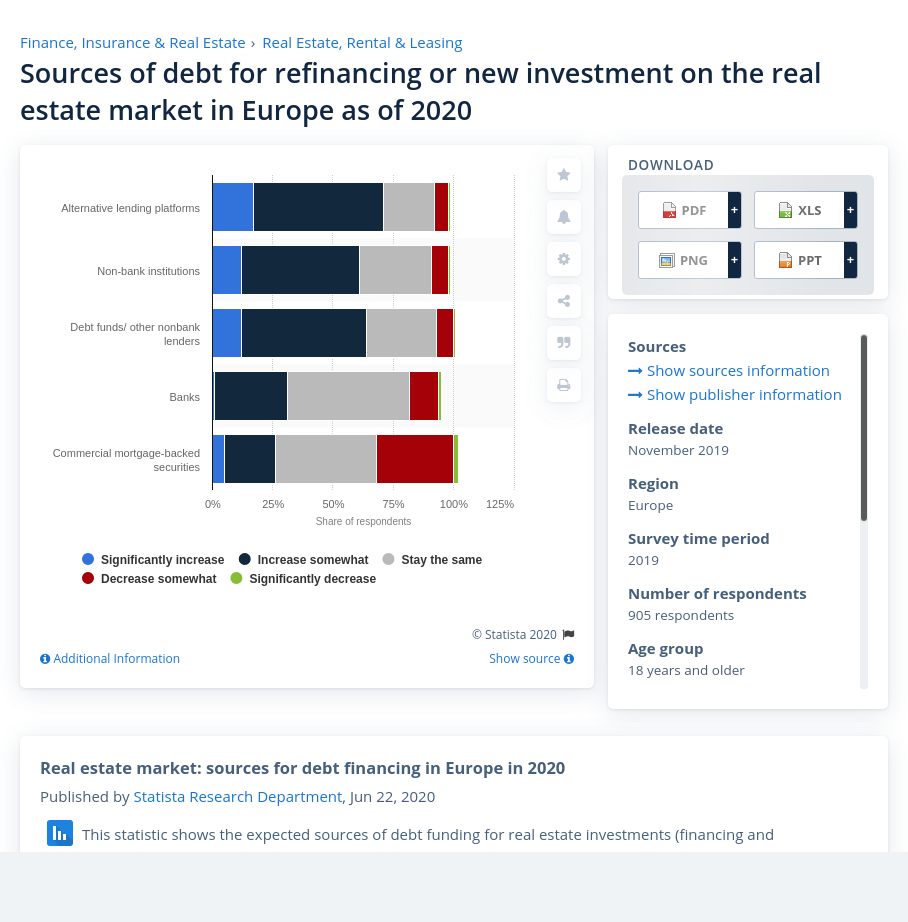 Finance, Insurance & Real Estate › Real Estate, Rental & Leasing
Sources of debt for refinancing or new investment on the real
estate market in Europe as of 2020
Alternative lending platforms
Non-bank institutions
Debt funds/ other nonbank
lenders
Banks
Commercial mortgage-backed
securities
0% 25% 50% 75% 100% 125%
Share of respondents
Significantly increase Increase somewhat Stay the same
Decrease somewhat Significantly decrease
© Statista 2020
Additional Information Show source
DOWNLOAD
PDF + XLS +
PNG + PPT +
Sources
Show sources information
Show publisher information
Release date
November 2019
Region
Europe
Survey time period
2019
Number of respondents
905 respondents
Age group
18 years and older
Real estate market: sources for debt financing in Europe in 2020
Published by Statista Research Department, Jun 22, 2020
This statistic shows the expected sources of debt funding for real estate investments (financing and